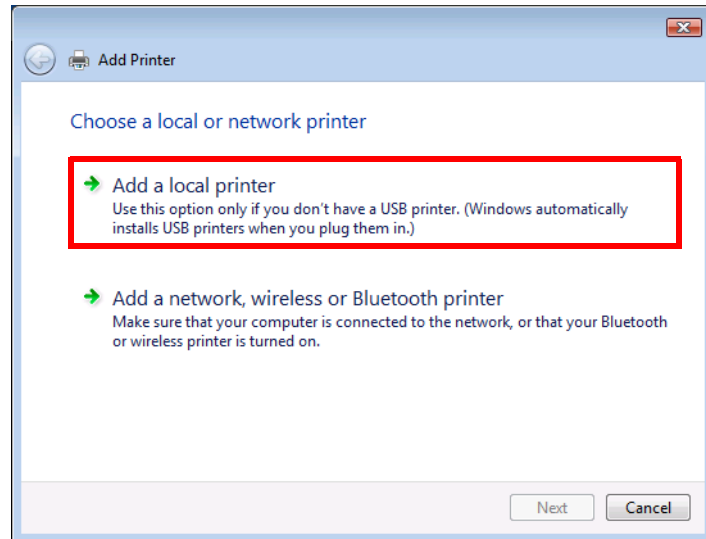 Add Printer
Choose a local or network printer
Add a local printer
Use this option only if you don't have a USB printer. (Windows automatically
installs USB printers when you plug them in.)
Add a network, wireless or Bluetooth printer
Make sure that your computer is connected to the network, or that your Bluetooth
or wireless printer is turned on.
Next
Cancel